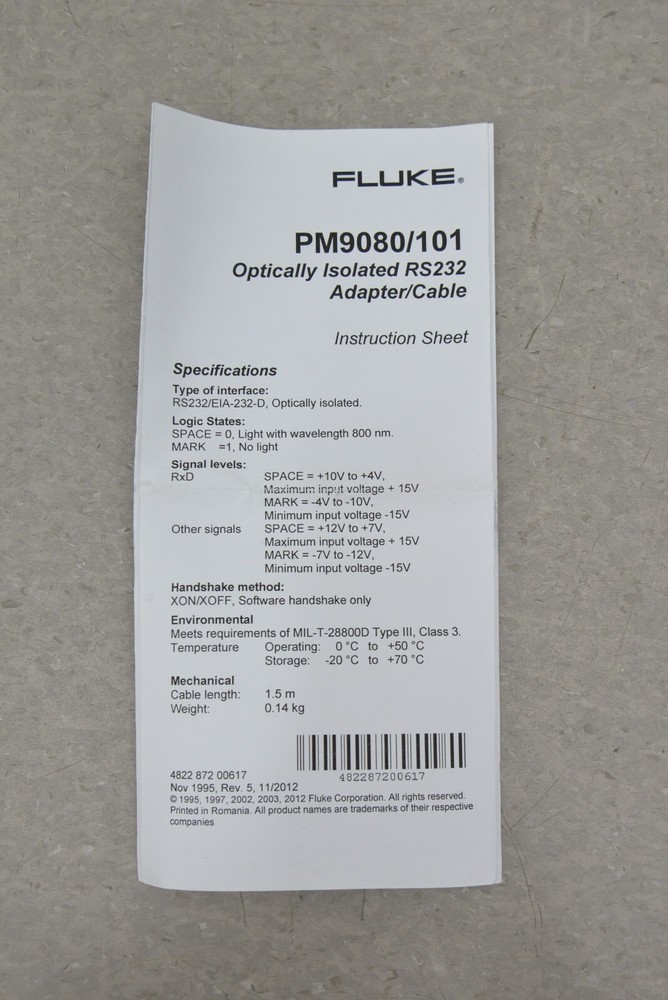 FLUKE®
PM9080/101
Optically Isolated RS232
Adapter/Cable
Instruction Sheet
Specifications
Type of interface:
RS232/EIA-232-D, Optically isolated.
Logic States:
SPACE = 0, Light with wavelength 800 nm.
MARK =1, No light
Signal levels:
RxD SPACE = +10V to +4V,
Maximum input voltage + 15V
MARK = -4V to -10V,
Minimum input voltage -15V
Other signals SPACE = +12V to +7V,
Maximum input voltage + 15V
MARK = -7V to -12V,
Minimum input voltage -15V
Handshake method:
XON/XOFF, Software handshake only
Environmental
Meets requirements of MIL-T-28800D Type III, Class 3.
Temperature Operating: 0 °C to +50 °C
Storage: -20 °C to +70 °C
Mechanical
Cable length: 1.5 m
Weight: 0.14 kg
482287200617
4822 872 00617
Nov 1995, Rev. 5, 11/2012
© 1995, 1997, 2002, 2003, 2012 Fluke Corporation. All rights reserved.
Printed in Romania. All product names are trademarks of their respective
companies